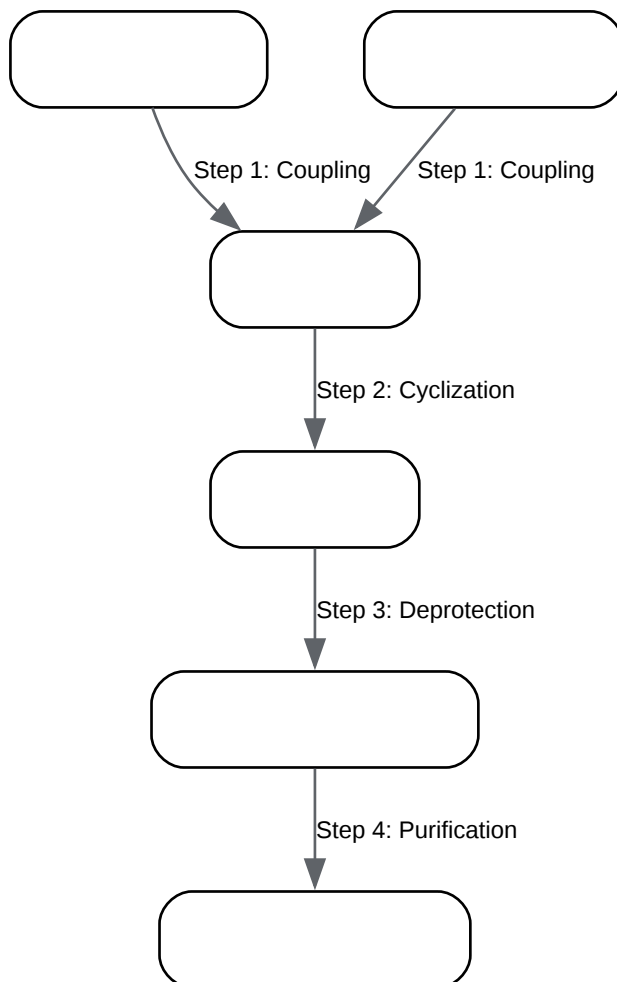 Step 1: Coupling
Step 1: Coupling
Step 2: Cyclization
Step 3: Deprotection
Step 4: Purification